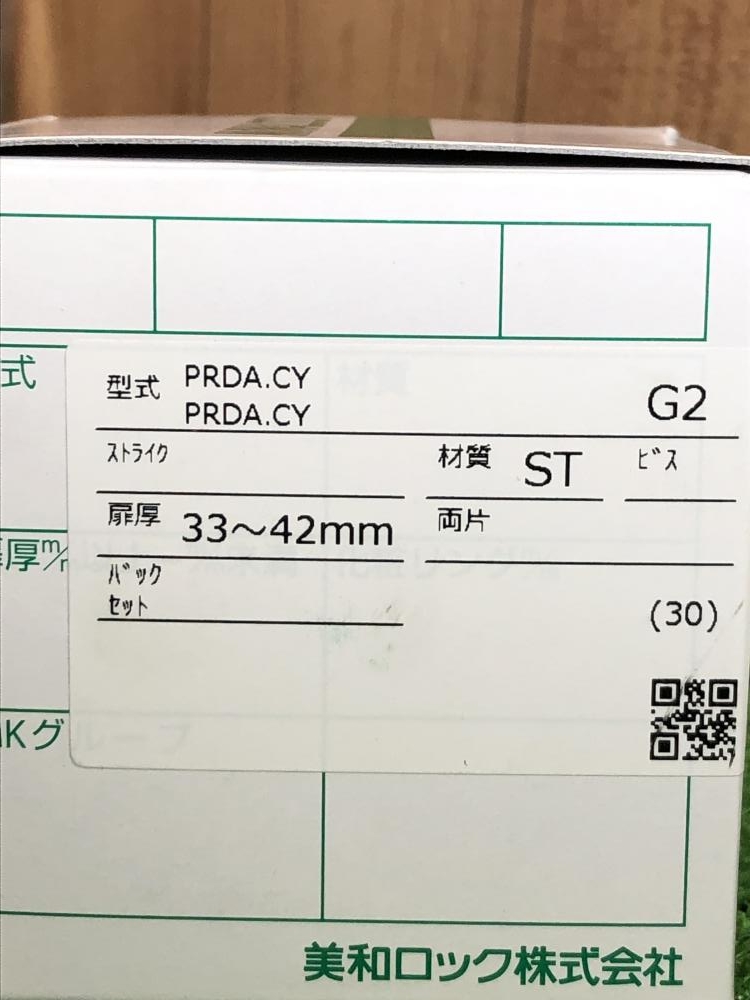 式
型式 PRDA.CY
PRDA.CY
G2
ストライク
材質 ST
ビス
扉厚 33～42mm
両片
厚㎜
バック
セット
(30)
Kグループ
美和ロック株式会社